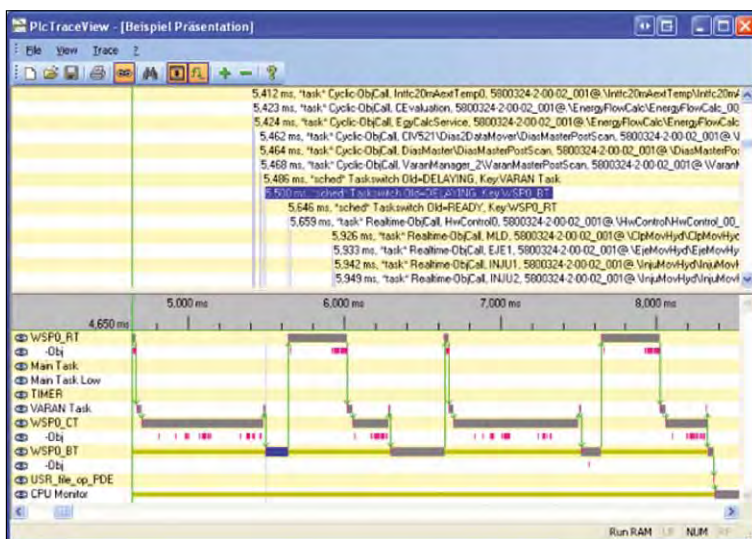 PlcTraceView - [Beispiel Präsentation]
File View Trace ?
5,412 ms, *task* Cyclic-ObjCall, Intfc20mAextTemp0, 5800324-2-00-02_001@.\Intfc20mAextTemp\Intfc20mA
5,423 ms, *task* Cyclic-ObjCall, CEvaluation, 5800324-2-00-02_001@.\EnergyFlowCalc\EnergyFlowCalc_00_
5,424 ms, *task* Cyclic-ObjCall, EgyCalcService, 5800324-2-00-02_001@.\EnergyFlowCalc\EnergyFlowCalc
5,462 ms, *task* Cyclic-ObjCall, CIV521\Dias2DataMover\DiasMasterPostScan, 5800324-2-00-02_001@.
5,464 ms, *task* Cyclic-ObjCall, DiasMaster\DiasMasterPostScan, 5800324-2-00-02_001@.\DiasMasterPos
5,468 ms, *task* Cyclic-ObjCall, VaranManager_2\VaranMasterPostScan, 5800324-2-00-02_001@.\VaranM
5,486 ms, *sched* Taskswitch Old=DELAYING, Key:VARAN Task
5,500 ms, *sched* Taskswitch Old=DELAYING, Key:WSP0_BT
5,646 ms, *sched* Taskswitch Old=READY, Key:WSP0_RT
5,659 ms, *task* Realtime-ObjCall, HwControl0, 5800324-2-00-02_001@.\HwControl\HwControl_00_
5,926 ms, *task* Realtime-ObjCall, MLD, 5800324-2-00-02_001@.\ClpMovHyd\ClpMovHyd
5,933 ms, *task* Realtime-ObjCall, EJE1, 5800324-2-00-02_001@.\EjeMovHyd\EjeMovHy
5,942 ms, *task* Realtime-ObjCall, INJU1, 5800324-2-00-02_001@.\InjuMovHyd\InjuMov
5,949 ms, *task* Realtime-ObjCall, INJU2, 5800324-2-00-02_001@.\InjuMovHyd\InjuMov
5,000 ms 6,000 ms 7,000 ms 8,000 ms
4,650 ms
WSP0_RT
-Obj
Main Task
Main Task Low
TIMER
VARAN Task
WSP0_CT
-Obj
WSP0_BT
-Obj
USR_file_op_PDE
CPU Monitor
Run RAM UF NUM RF